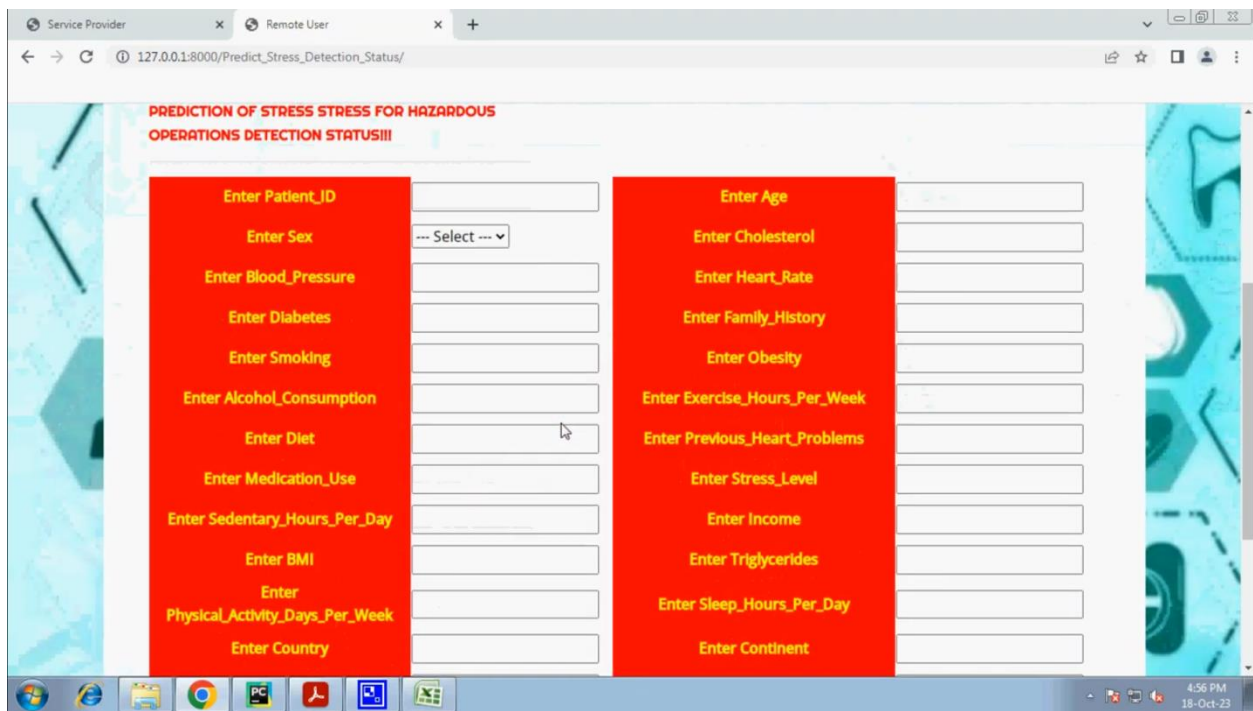 Service Provider
Remote User
127.0.0.1:8000/Predict_Stress_Detection_Status/
PREDICTION OF STRESS STRESS FOR HAZARDOUS
OPERATIONS DETECTION STATUS!!!
Enter Patient_ID
Enter Age
Enter Sex
--- Select ---
Enter Cholesterol
Enter Blood_Pressure
Enter Heart_Rate
Enter Diabetes
Enter Family_History
Enter Smoking
Enter Obesity
Enter Alcohol_Consumption
Enter Exercise_Hours_Per_Week
Enter Diet
Enter Previous_Heart_Problems
Enter Medication_Use
Enter Stress_Level
Enter Sedentary_Hours_Per_Day
Enter Income
Enter BMI
Enter Triglycerides
Enter
Physical_Activity_Days_Per_Week
Enter Sleep_Hours_Per_Day
Enter Country
Enter Continent
PC
4:56 PM
18-Oct-23